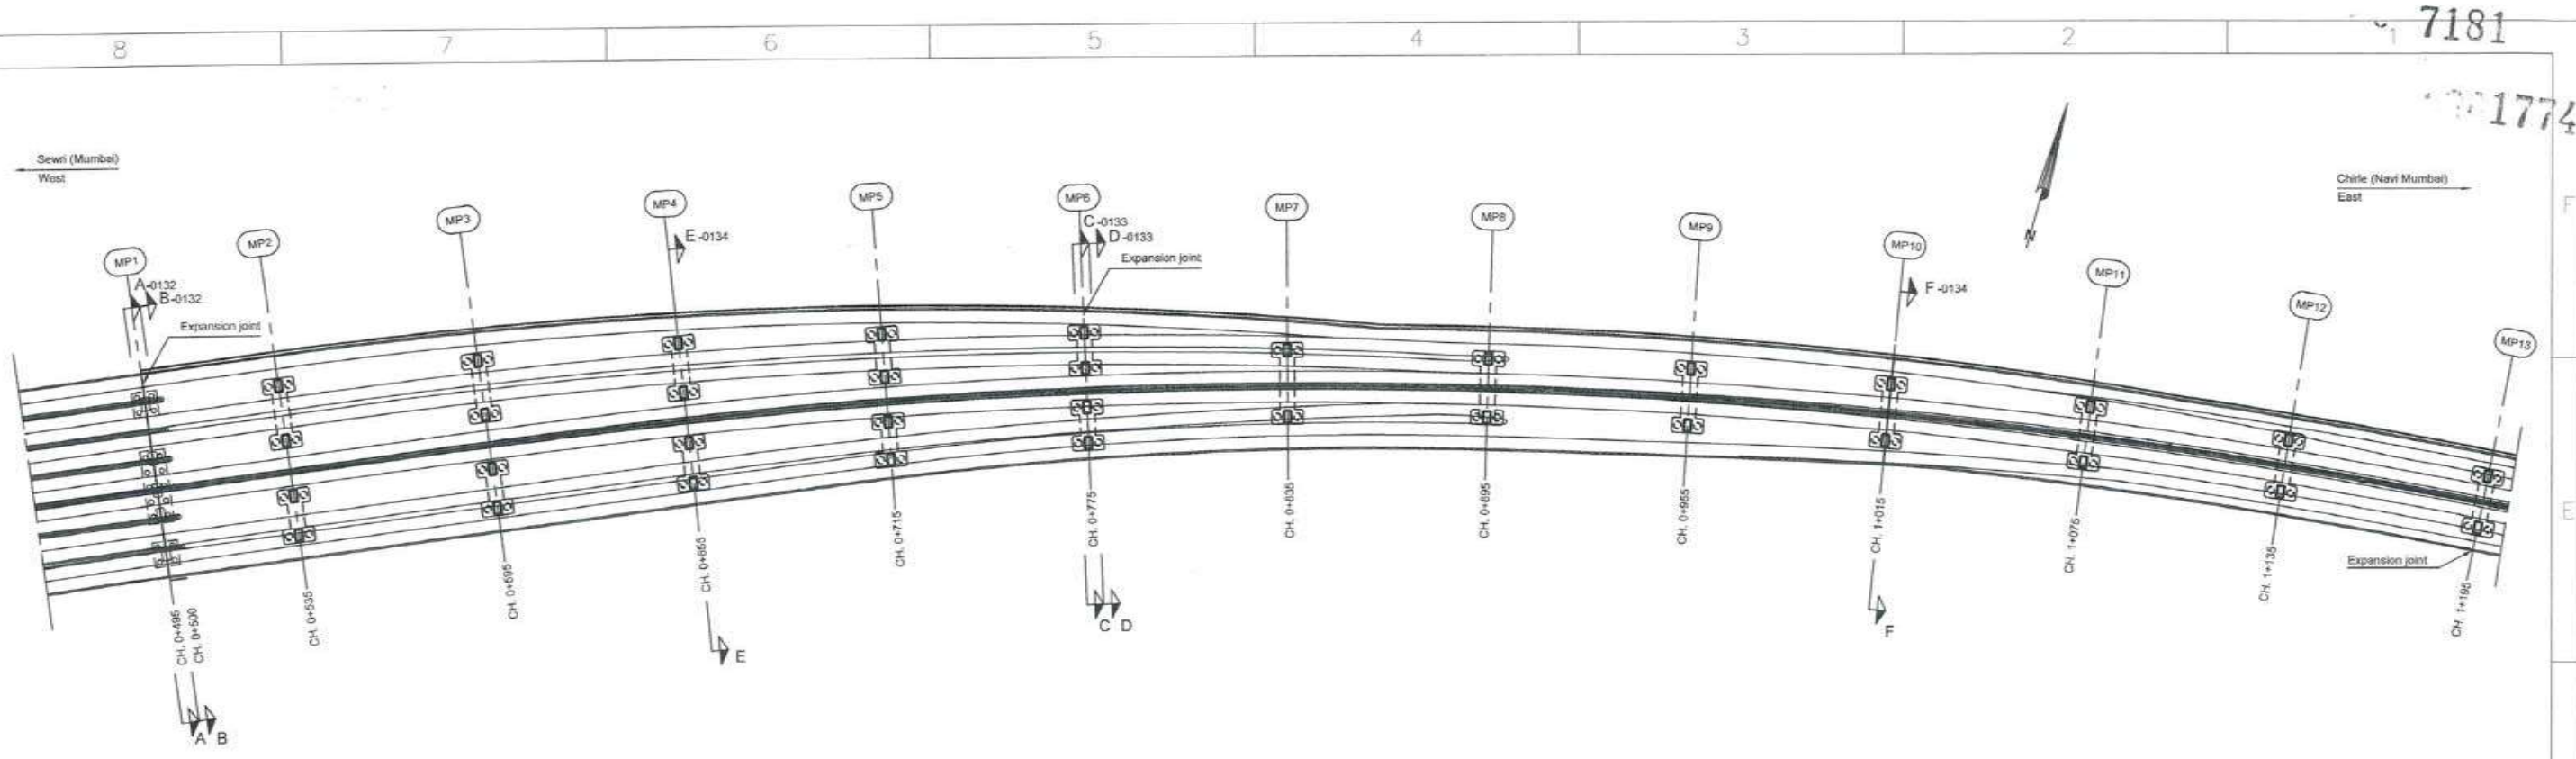 7181
8 7 6 5 4 3 2 1
1774
Sewri (Mumbai)
West
Chirle (Navi Mumbai)
East
N
F
MP1 MP2 MP3 MP4 MP5 MP6 MP7 MP8 MP9 MP10 MP11 MP12 MP13
A-0132
B-0132
E-0134
C-0133
D-0133
F-0134
Expansion joint
Expansion joint
E
Expansion joint
CH. 0+495
CH. 0+500
CH. 0+535
CH. 0+595
CH. 0+655
CH. 0+715
CH. 0+775
CH. 0+835
CH. 0+895
CH. 0+955
CH. 1+015
CH. 1+075
CH. 1+135
CH. 1+195
A B
E
C D
F